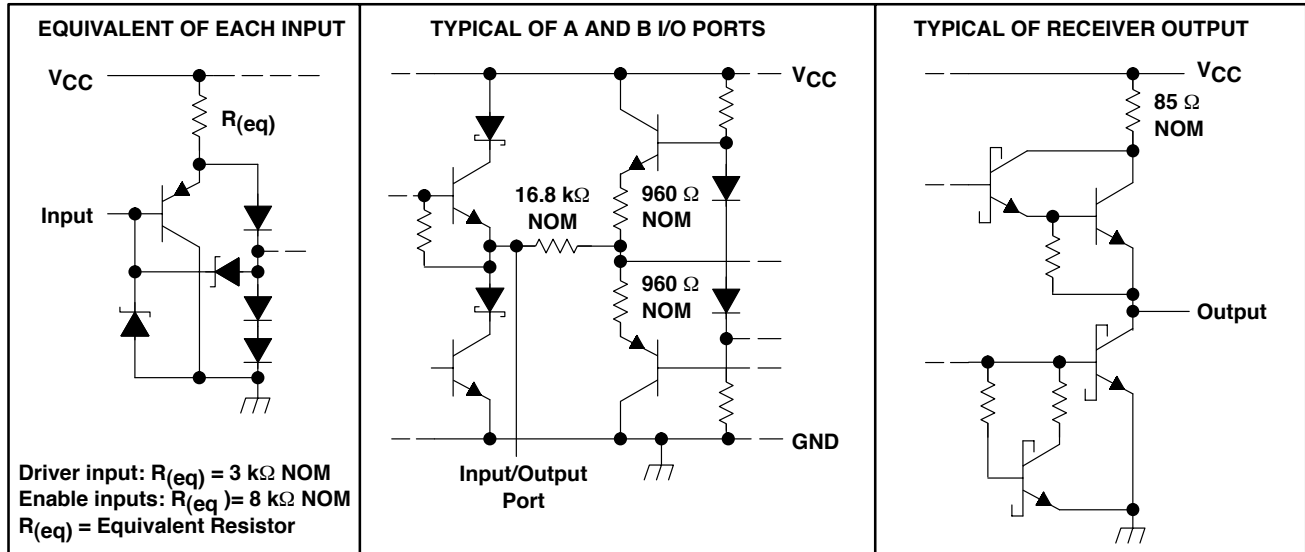 EQUIVALENT OF EACH INPUT
VCC
R(eq)
Input
Driver input: R(eq) = 3 kΩ NOM
Enable inputs: R(eq )= 8 kΩ NOM
R(eq) = Equivalent Resistor
TYPICAL OF A AND B I/O PORTS
VCC
16.8 kΩ
NOM
960 Ω
NOM
960 Ω
NOM
GND
Input/Output
Port
TYPICAL OF RECEIVER OUTPUT
VCC
85 Ω
NOM
Output